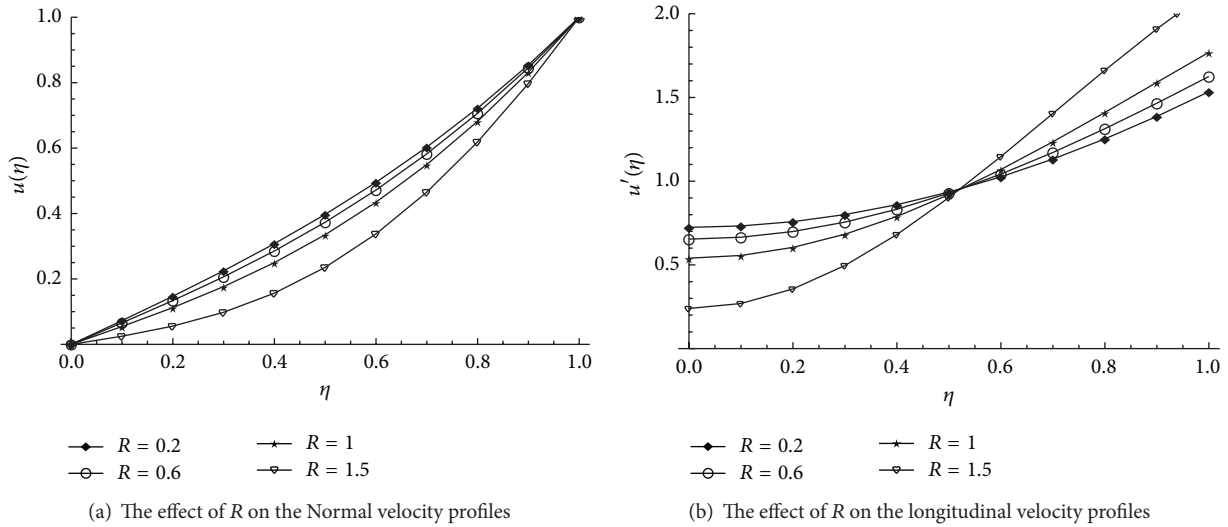 1.0
0.8
0.6
0.4
0.2
u(η)
0.0 0.2 0.4 0.6 0.8 1.0
η
R = 0.2
R = 0.6
R = 1
R = 1.5
(a) The effect of R on the Normal velocity profiles
2.0
1.5
1.0
0.5
u′(η)
0.0 0.2 0.4 0.6 0.8 1.0
η
R = 0.2
R = 0.6
R = 1
R = 1.5
(b) The effect of R on the longitudinal velocity profiles